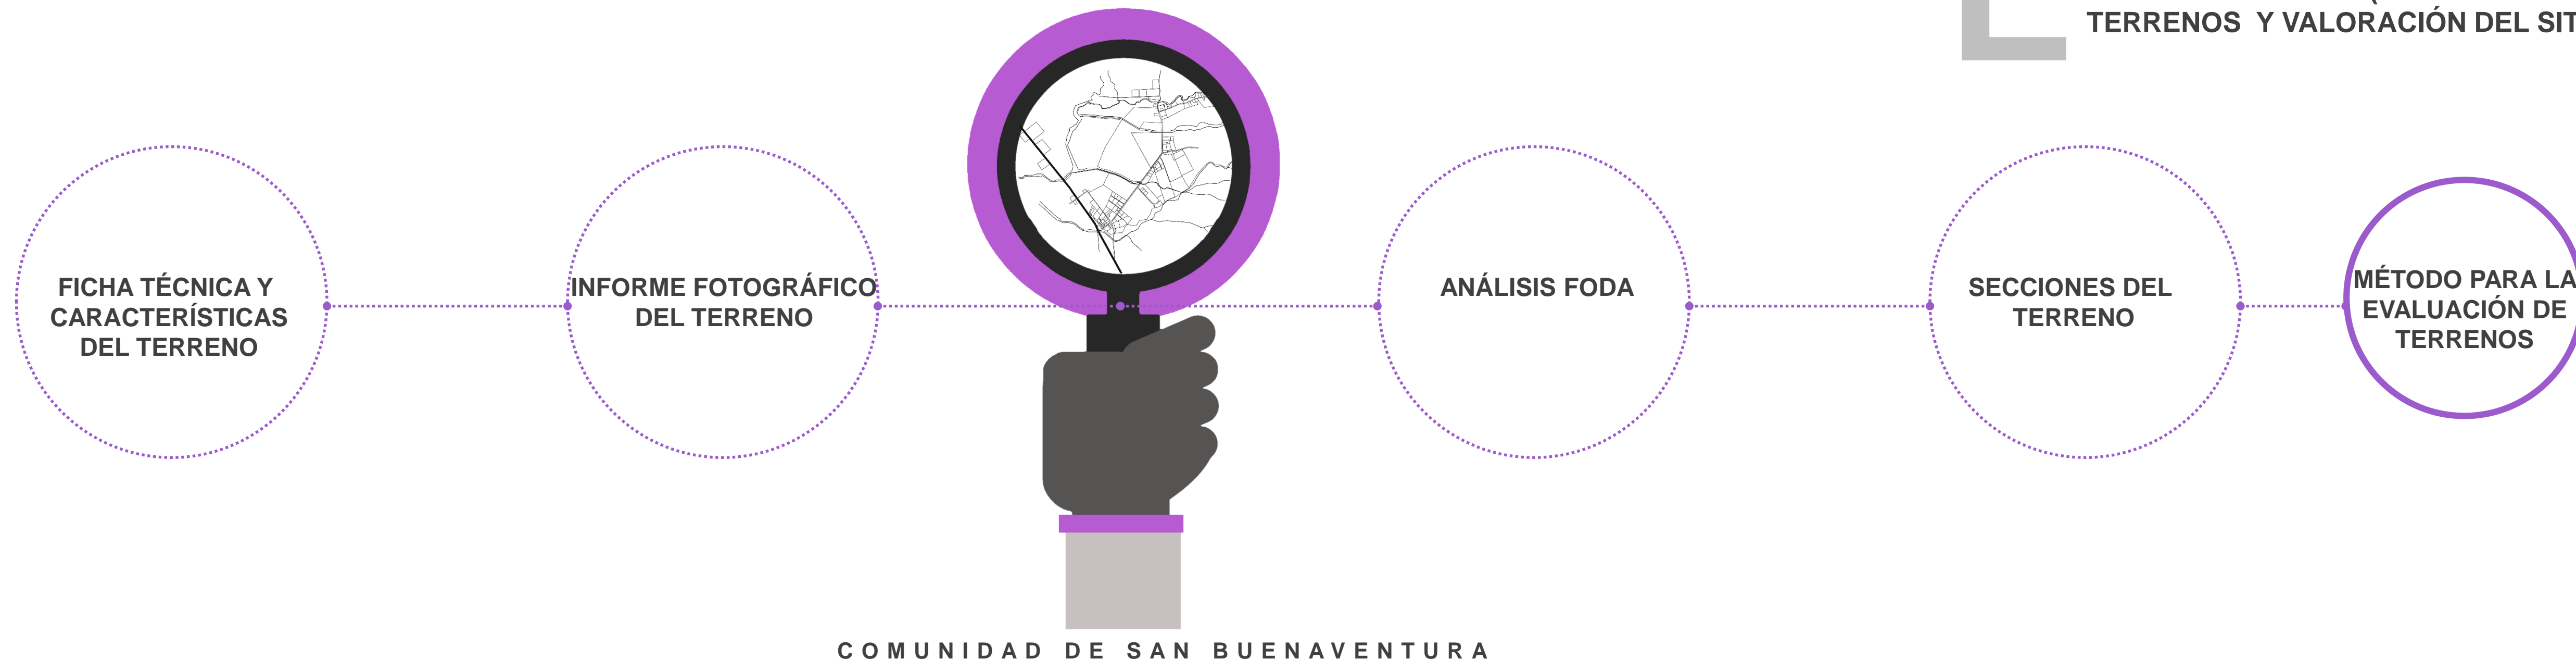 TERRENOS Y VALORACIÓN DEL SIT
FICHA TÉCNICA Y
CARACTERÍSTICAS
DEL TERRENO
INFORME FOTOGRÁFICO
DEL TERRENO
ANÁLISIS FODA
SECCIONES DEL
TERRENO
MÉTODO PARA LA
EVALUACIÓN DE
TERRENOS
COMUNIDAD DE SAN BUENAVENTURA